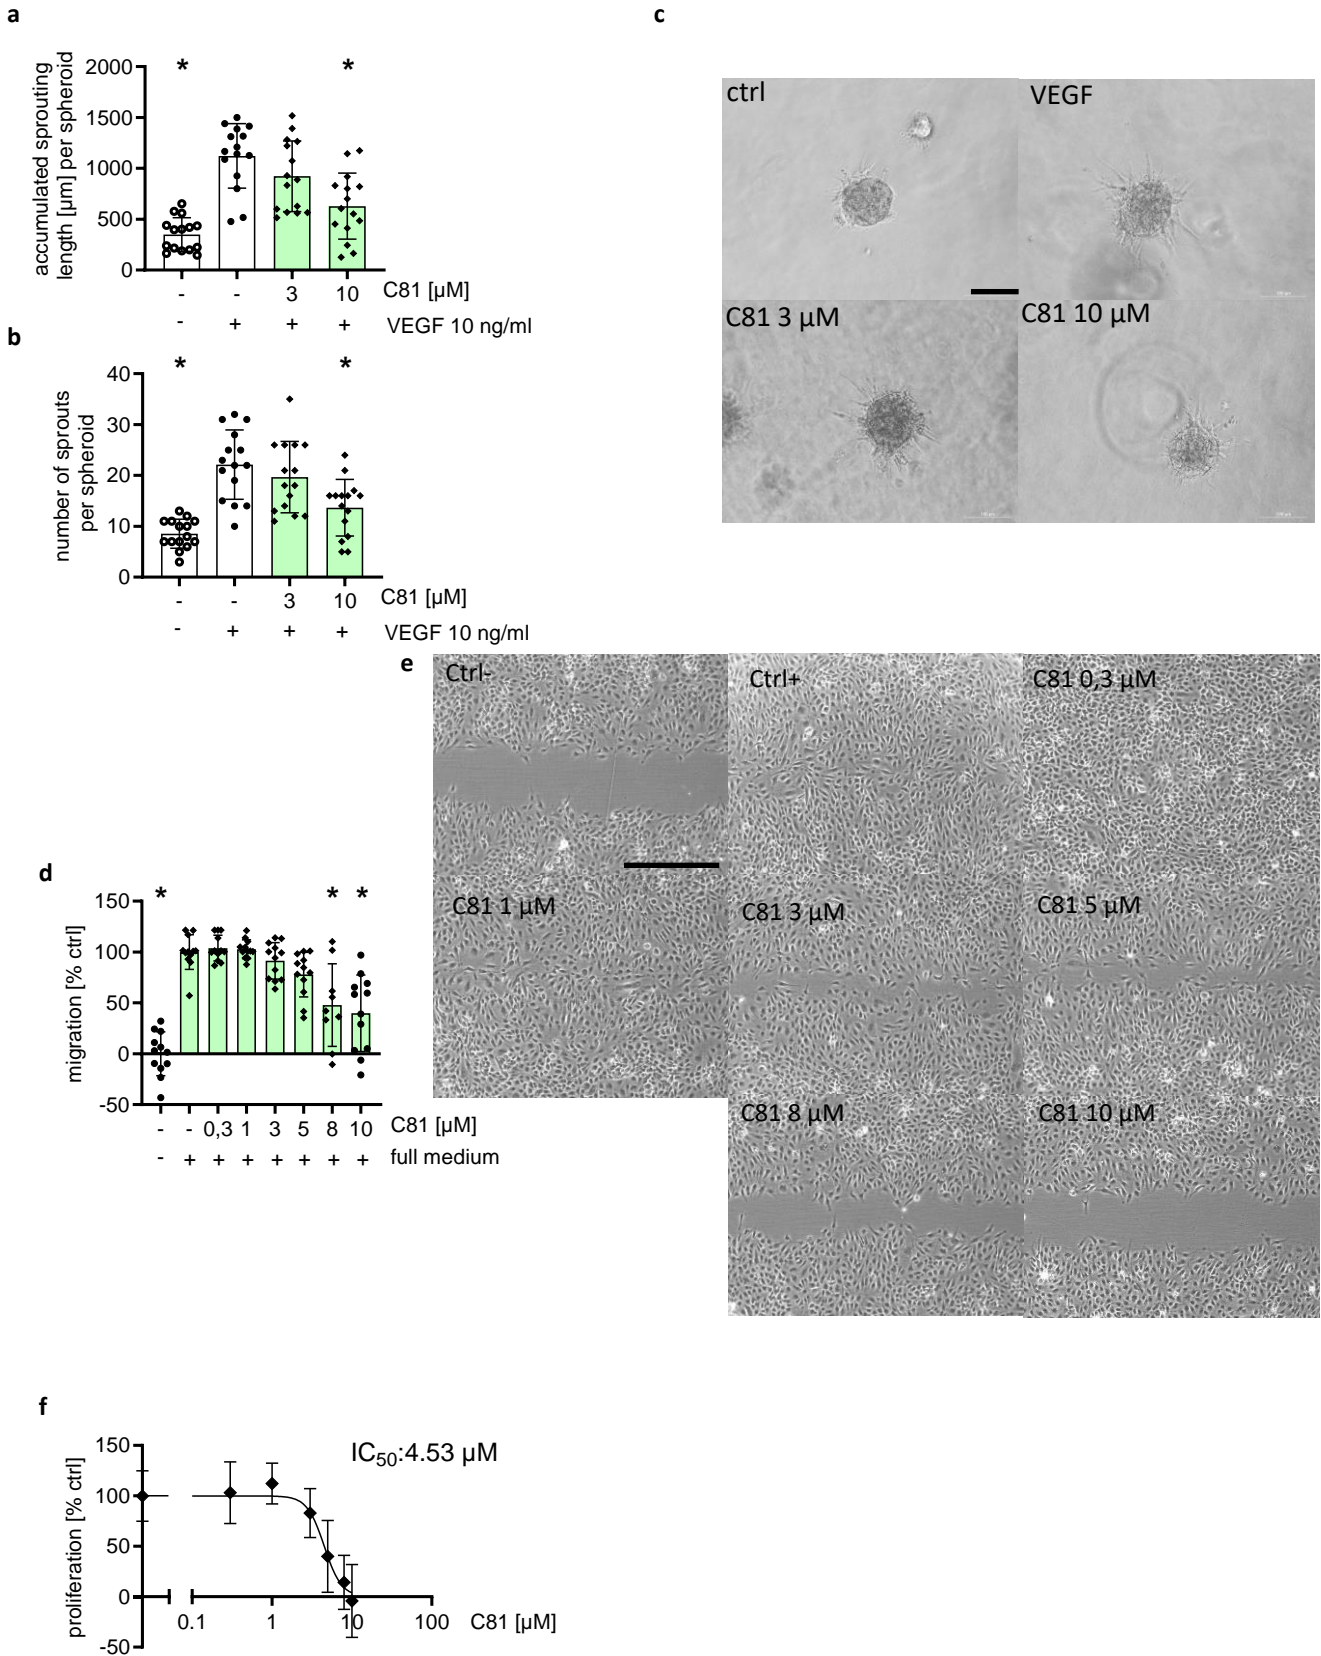 a
accumulated sprouting
length [µm] per spheroid
2000
1500
1000
500
0
*
*
-
-
3
10
C81 [µM]
-
+
+
+
VEGF 10 ng/ml
b
number of sprouts
per spheroid
40
30
20
10
0
*
*
-
-
3
10
C81 [µM]
-
+
+
+
VEGF 10 ng/ml
c
ctrl
VEGF
C81 3 µM
C81 10 µM
d
migration [% ctrl]
150
100
50
0
-50
*
*
*
-
-
0,3
1
3
5
8
10
C81 [µM]
-
+
+
+
+
+
+
+
full medium
e
Ctrl-
Ctrl+
C81 0,3 µM
C81 1 µM
C81 3 µM
C81 5 µM
C81 8 µM
C81 10 µM
f
proliferation [% ctrl]
150
100
50
0
-50
IC50:4.53 µM
0.1
1
10
100
C81 [µM]